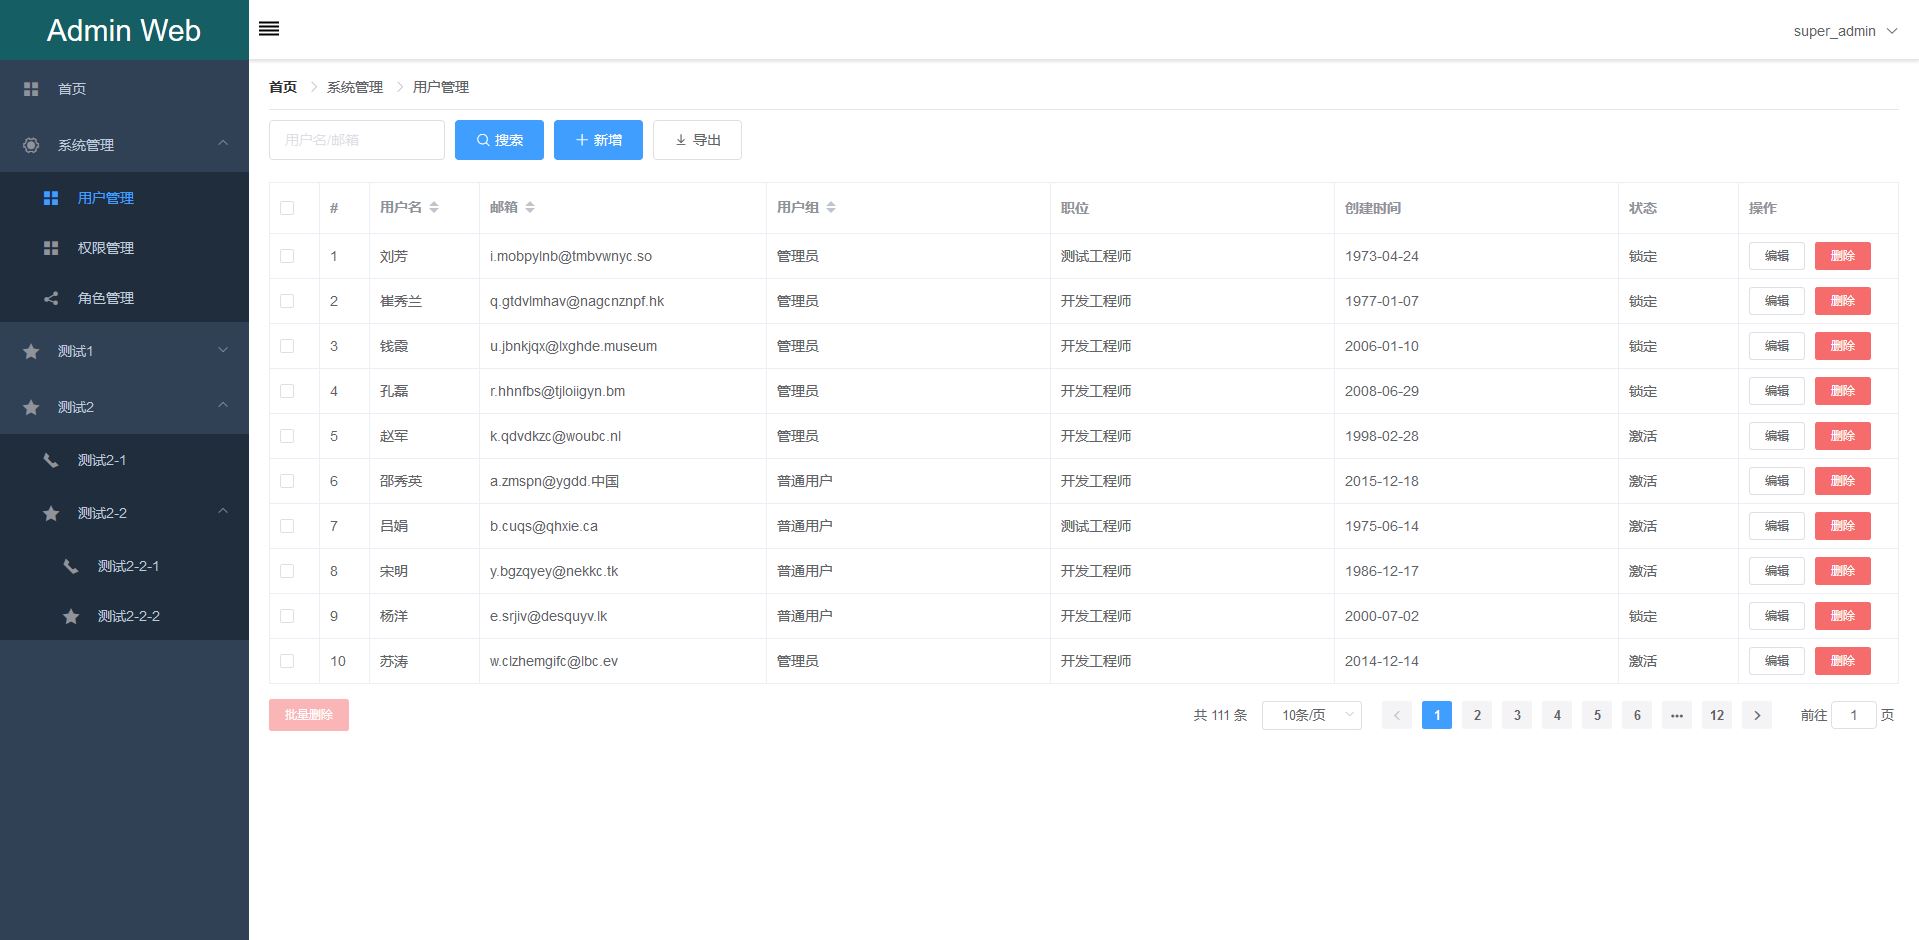 Admin Web
super_admin
首页
系统管理
用户管理
权限管理
角色管理
测试1
测试2
测试2-1
测试2-2
测试2-2-1
测试2-2-2
首页 系统管理 用户管理
用户名/邮箱 搜索 新增 导出
# 用户名 邮箱 用户组 职位 创建时间 状态 操作
1 刘芳 i.mobpylnb@tmbvwnyc.so 管理员 测试工程师 1973-04-24 锁定 编辑 删除
2 崔秀兰 q.gtdvlmhav@nagcnznpf.hk 管理员 开发工程师 1977-01-07 锁定 编辑 删除
3 钱霞 u.jbnkjqx@lxghde.museum 管理员 开发工程师 2006-01-10 锁定 编辑 删除
4 孔磊 r.hhnfbs@tjloiigyn.bm 管理员 开发工程师 2008-06-29 锁定 编辑 删除
5 赵军 k.qdvdkzc@woubc.nl 管理员 开发工程师 1998-02-28 激活 编辑 删除
6 邵秀英 a.zmspn@ygdd.中国 普通用户 开发工程师 2015-12-18 激活 编辑 删除
7 吕娟 b.cuqs@qhxie.ca 普通用户 测试工程师 1975-06-14 激活 编辑 删除
8 宋明 y.bgzqyey@nekkc.tk 普通用户 开发工程师 1986-12-17 激活 编辑 删除
9 杨洋 e.srjiv@desquyv.lk 普通用户 开发工程师 2000-07-02 锁定 编辑 删除
10 苏涛 w.clzhemgifc@lbc.ev 管理员 开发工程师 2014-12-14 激活 编辑 删除
批量删除 共 111 条 10条/页 1 2 3 4 5 6 ••• 12 前往 1 页